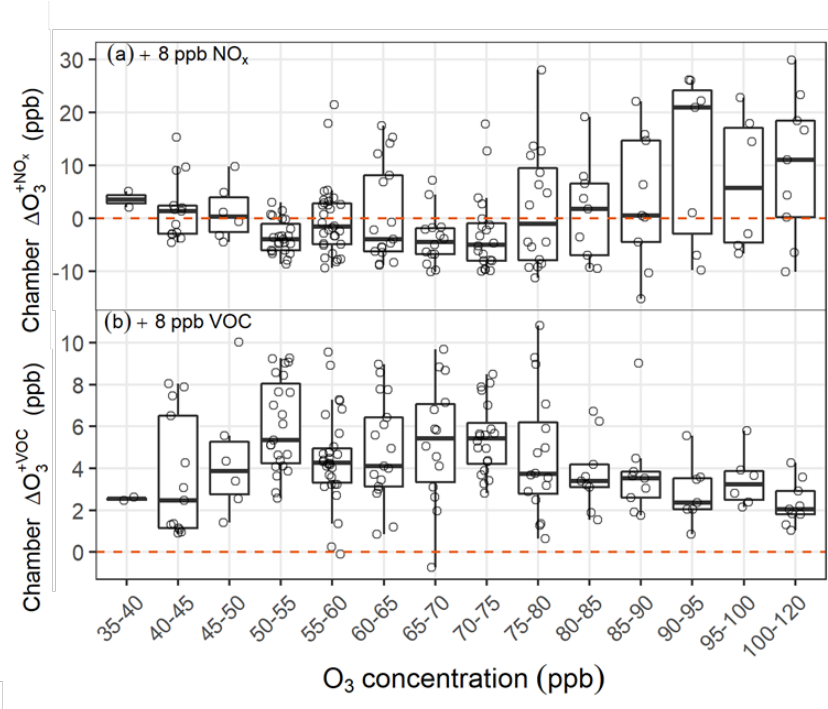 (a) + 8 ppb NOₓ
Chamber ΔO₃⁺ᴺᴼˣ (ppb)
30
20
10
0
-10
(b) + 8 ppb VOC
Chamber ΔO₃⁺ⱽᴼꟲ (ppb)
10
8
6
4
2
0
35-40 40-45 45-50 50-55 55-60 60-65 65-70 70-75 75-80 80-85 85-90 90-95 95-100 100-120
O₃ concentration (ppb)